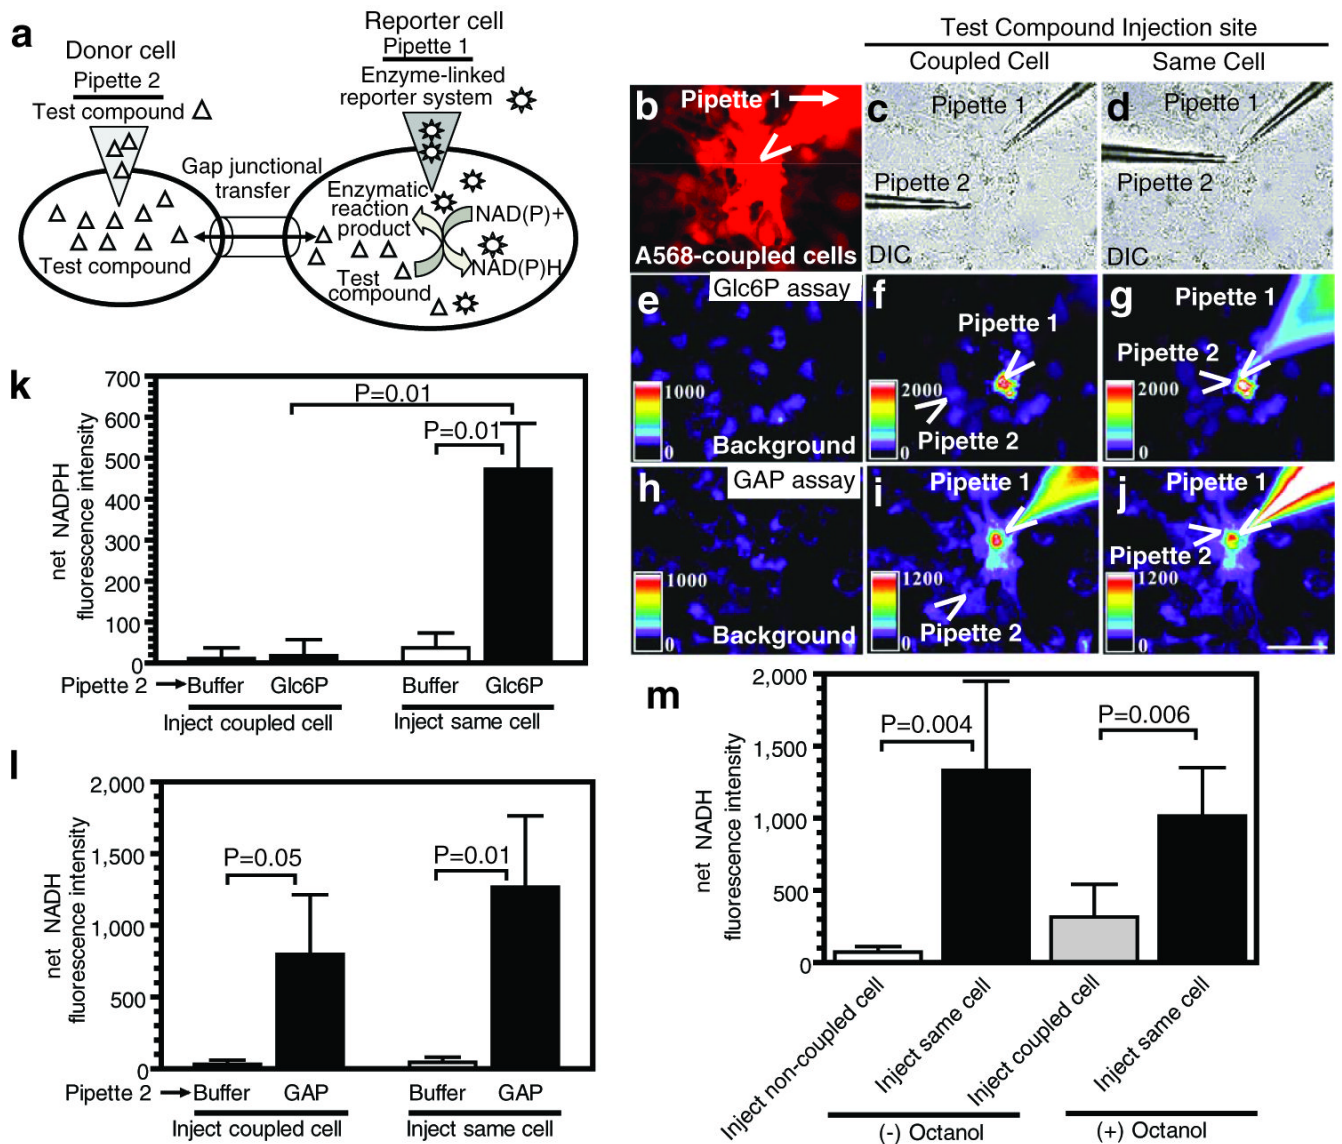 a
Donor cell
Pipette 2
Test compound
Reporter cell
Pipette 1
Enzyme-linked
reporter system
Gap junctional
transfer
Enzymatic
reaction
product
NAD(P)+
NAD(P)H
Test compound
Test
compound
Test Compound Injection site
Coupled Cell
Same Cell
b
Pipette 1
A568-coupled cells
c
Pipette 1
Pipette 2
DIC
d
Pipette 1
Pipette 2
DIC
e
Glc6P assay
1000
0
Background
f
Pipette 1
2000
0
Pipette 2
g
Pipette 1
Pipette 2
2000
0
h
GAP assay
1000
0
Background
i
Pipette 1
1200
0
Pipette 2
j
Pipette 1
Pipette 2
1200
0
k
net NADPH
fluorescence intensity
700
600
500
400
300
200
100
0
P=0.01
P=0.01
Pipette 2
Buffer
Glc6P
Buffer
Glc6P
Inject coupled cell
Inject same cell
l
net NADH
fluorescence intensity
2,000
1,500
1,000
500
0
P=0.05
P=0.01
Pipette 2
Buffer
GAP
Buffer
GAP
Inject coupled cell
Inject same cell
m
net NADH
fluorescence intensity
2,000
1,500
1,000
500
0
P=0.004
P=0.006
Inject non-coupled cell
Inject same cell
Inject coupled cell
Inject same cell
(-) Octanol
(+) Octanol